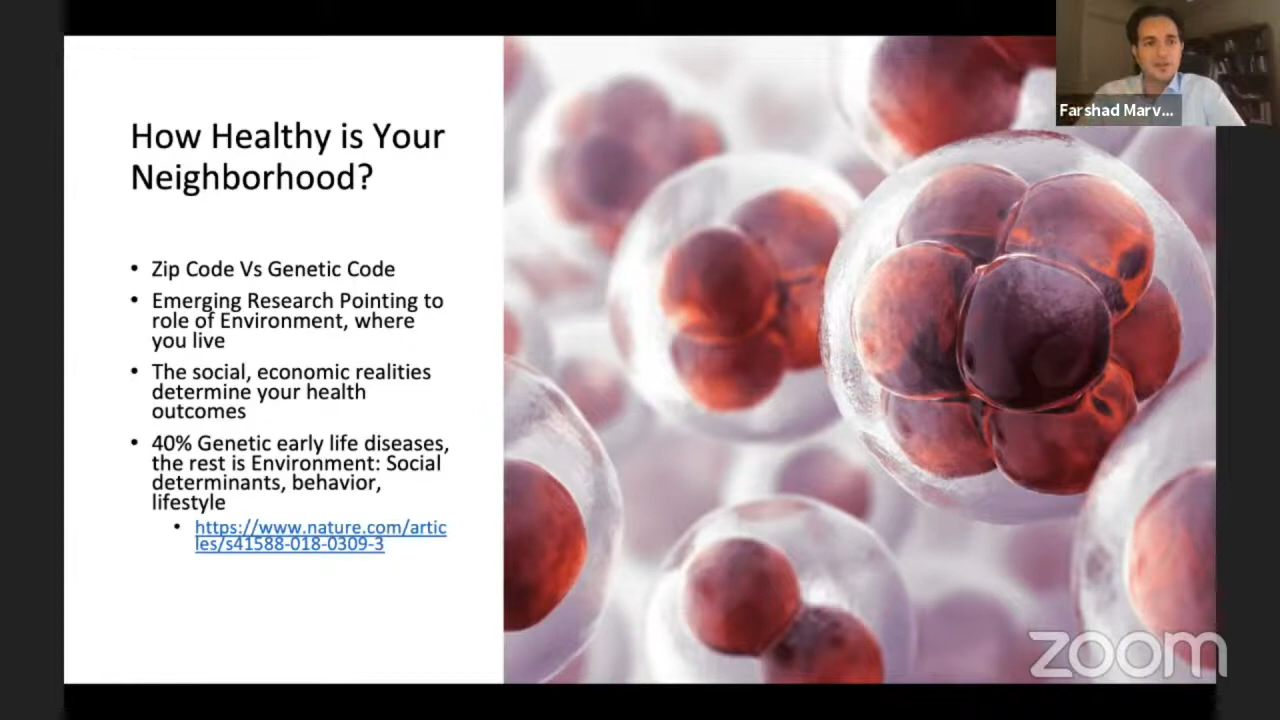 How Healthy is Your
Neighborhood?
• Zip Code Vs Genetic Code
• Emerging Research Pointing to
role of Environment, where
you live
• The social, economic realities
determine your health
outcomes
• 40% Genetic early life diseases,
the rest is Environment: Social
determinants, behavior,
lifestyle
• https://www.nature.com/artic
les/s41588-018-0309-3
Farshad Marv...
zoom